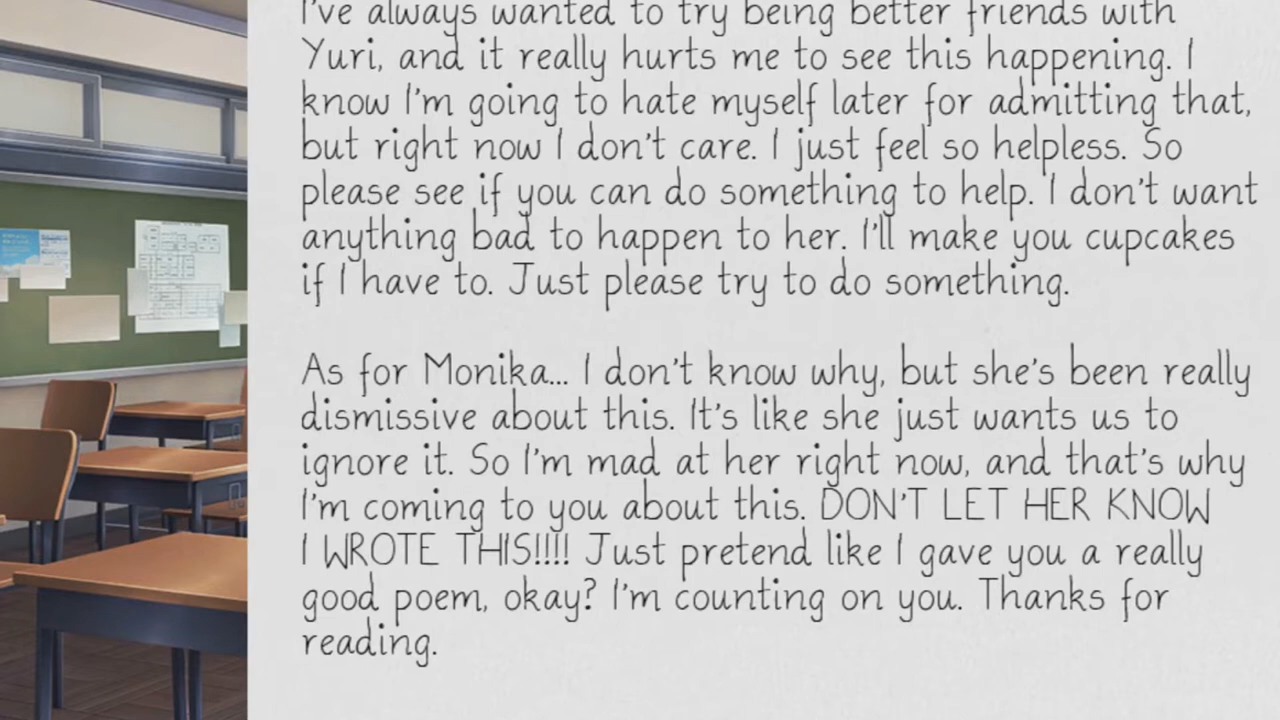 I've always wanted to try being better friends with
Yuri, and it really hurts me to see this happening. I
know I'm going to hate myself later for admitting that,
but right now I don't care. I just feel so helpless. So
please see if you can do something to help. I don't want
anything bad to happen to her. I'll make you cupcakes
if I have to. Just please try to do something.
As for Monika... I don't know why, but she's been really
dismissive about this. It's like she just wants us to
ignore it. So I'm mad at her right now, and that's why
I'm coming to you about this. DON'T LET HER KNOW
I WROTE THIS!!!! Just pretend like I gave you a really
good poem, okay? I'm counting on you. Thanks for
reading.